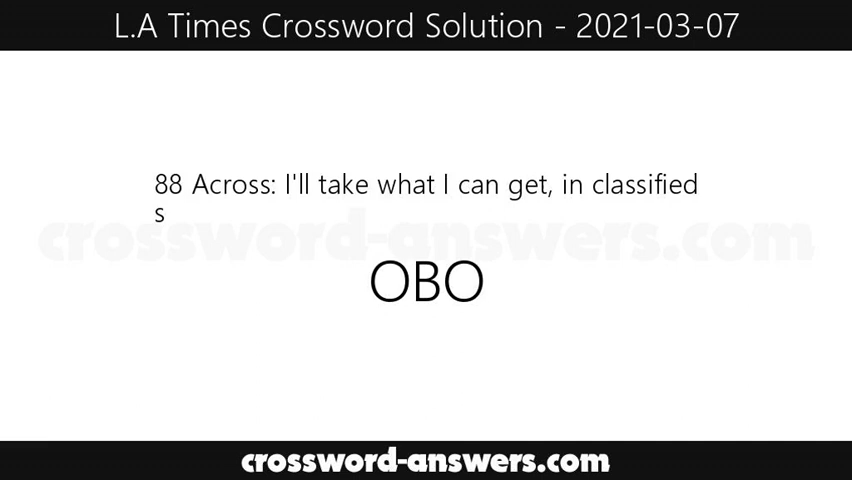 L.A Times Crossword Solution - 2021-03-07
88 Across: I'll take what I can get, in classified
s
crossword-answers.com
OBO
crossword-answers.com